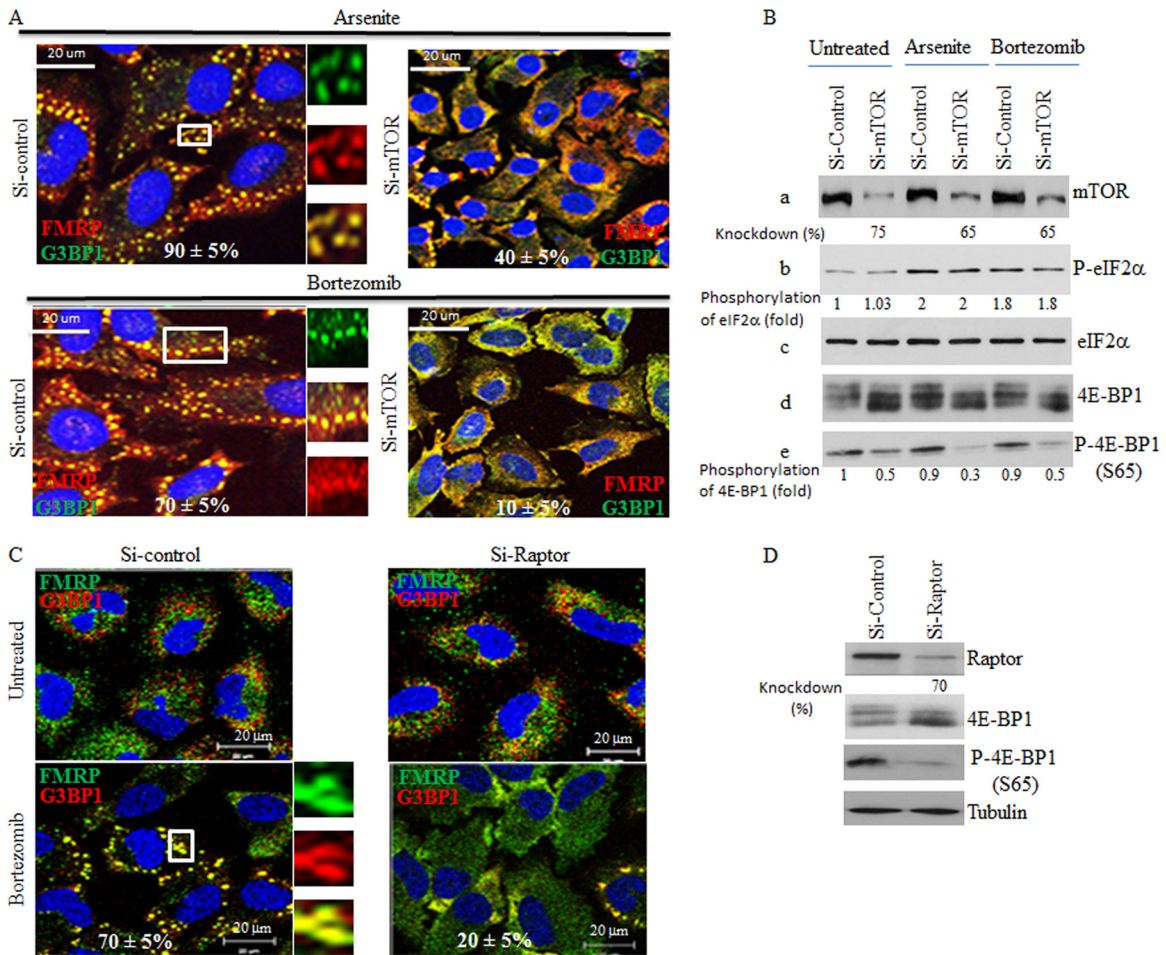 A
Arsenite
20 um
Si-control
FMRP
G3BP1
90 ± 5%
20 um
Si-mTOR
FMRP
G3BP1
40 ± 5%
Bortezomib
20 um
Si-control
FMRP
G3BP1
70 ± 5%
20 um
Si-mTOR
FMRP
G3BP1
10 ± 5%
B
Untreated Arsenite Bortezomib
Si-Control Si-mTOR Si-Control Si-mTOR Si-Control Si-mTOR
a mTOR
Knockdown (%) 75 65 65
b P-eIF2α
Phosphorylation
of eIF2α (fold) 1 1.03 2 2 1.8 1.8
c eIF2α
d 4E-BP1
e P-4E-BP1
(S65)
Phosphorylation
of 4E-BP1 (fold) 1 0.5 0.9 0.3 0.9 0.5
C
Si-control Si-Raptor
Untreated
FMRP
G3BP1
20 µm
FMRP
G3BP1
20 µm
Bortezomib
FMRP
G3BP1
70 ± 5%
20 µm
FMRP
G3BP1
20 ± 5%
20 µm
D
Si-Control Si-Raptor
Raptor
Knockdown
(%) 70
4E-BP1
P-4E-BP1
(S65)
Tubulin